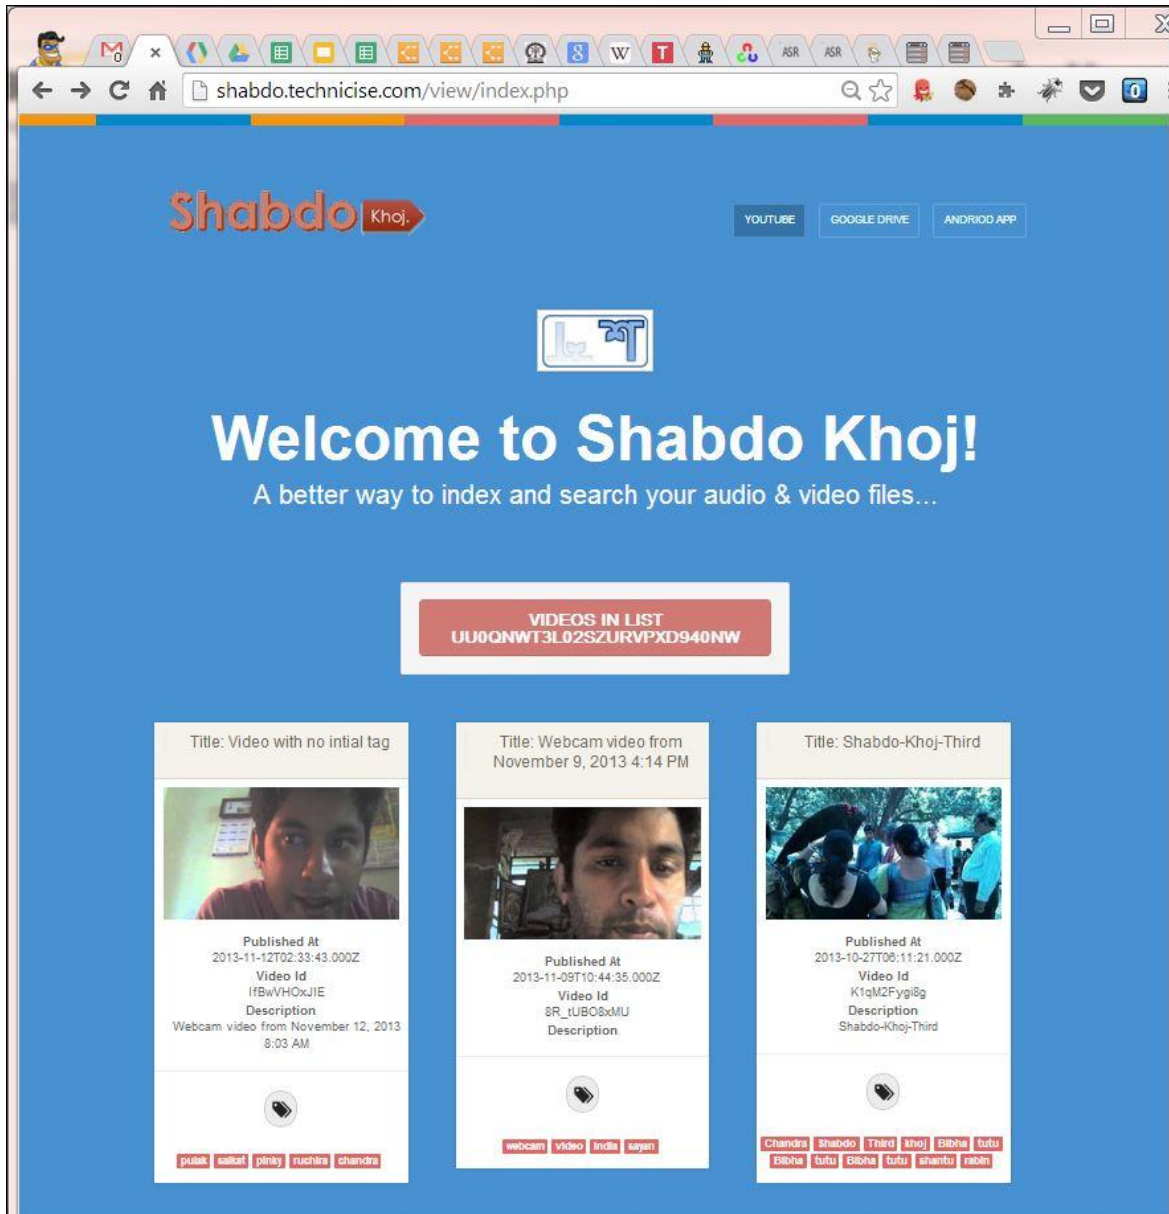 0
W
T
ASR
ASR
shabdo.technicise.com/view/index.php
0
Shabdo Khoj.
YOUTUBE
GOOGLE DRIVE
ANDRIOD APP
শ
Welcome to Shabdo Khoj!
A better way to index and search your audio & video files...
VIDEOS IN LIST
UU0QNWT3L02SZURVPXD940NW
Title: Video with no intial tag
Published At
2013-11-12T02:33:43.000Z
Video Id
IfBwVHOxJIE
Description
Webcam video from November 12, 2013
8:03 AM
pulak saikat pinky ruchira chandra
Title: Webcam video from
November 9, 2013 4:14 PM
Published At
2013-11-09T10:44:35.000Z
Video Id
8R_tUBO8xMU
Description
webcam video India sayan
Title: Shabdo-Khoj-Third
Published At
2013-10-27T06:11:21.000Z
Video Id
K1qM2Fygi8g
Description
Shabdo-Khoj-Third
Chandra Shabdo Third khoj Bibha tutu
Bibha tutu Bibha tutu shantu rabin